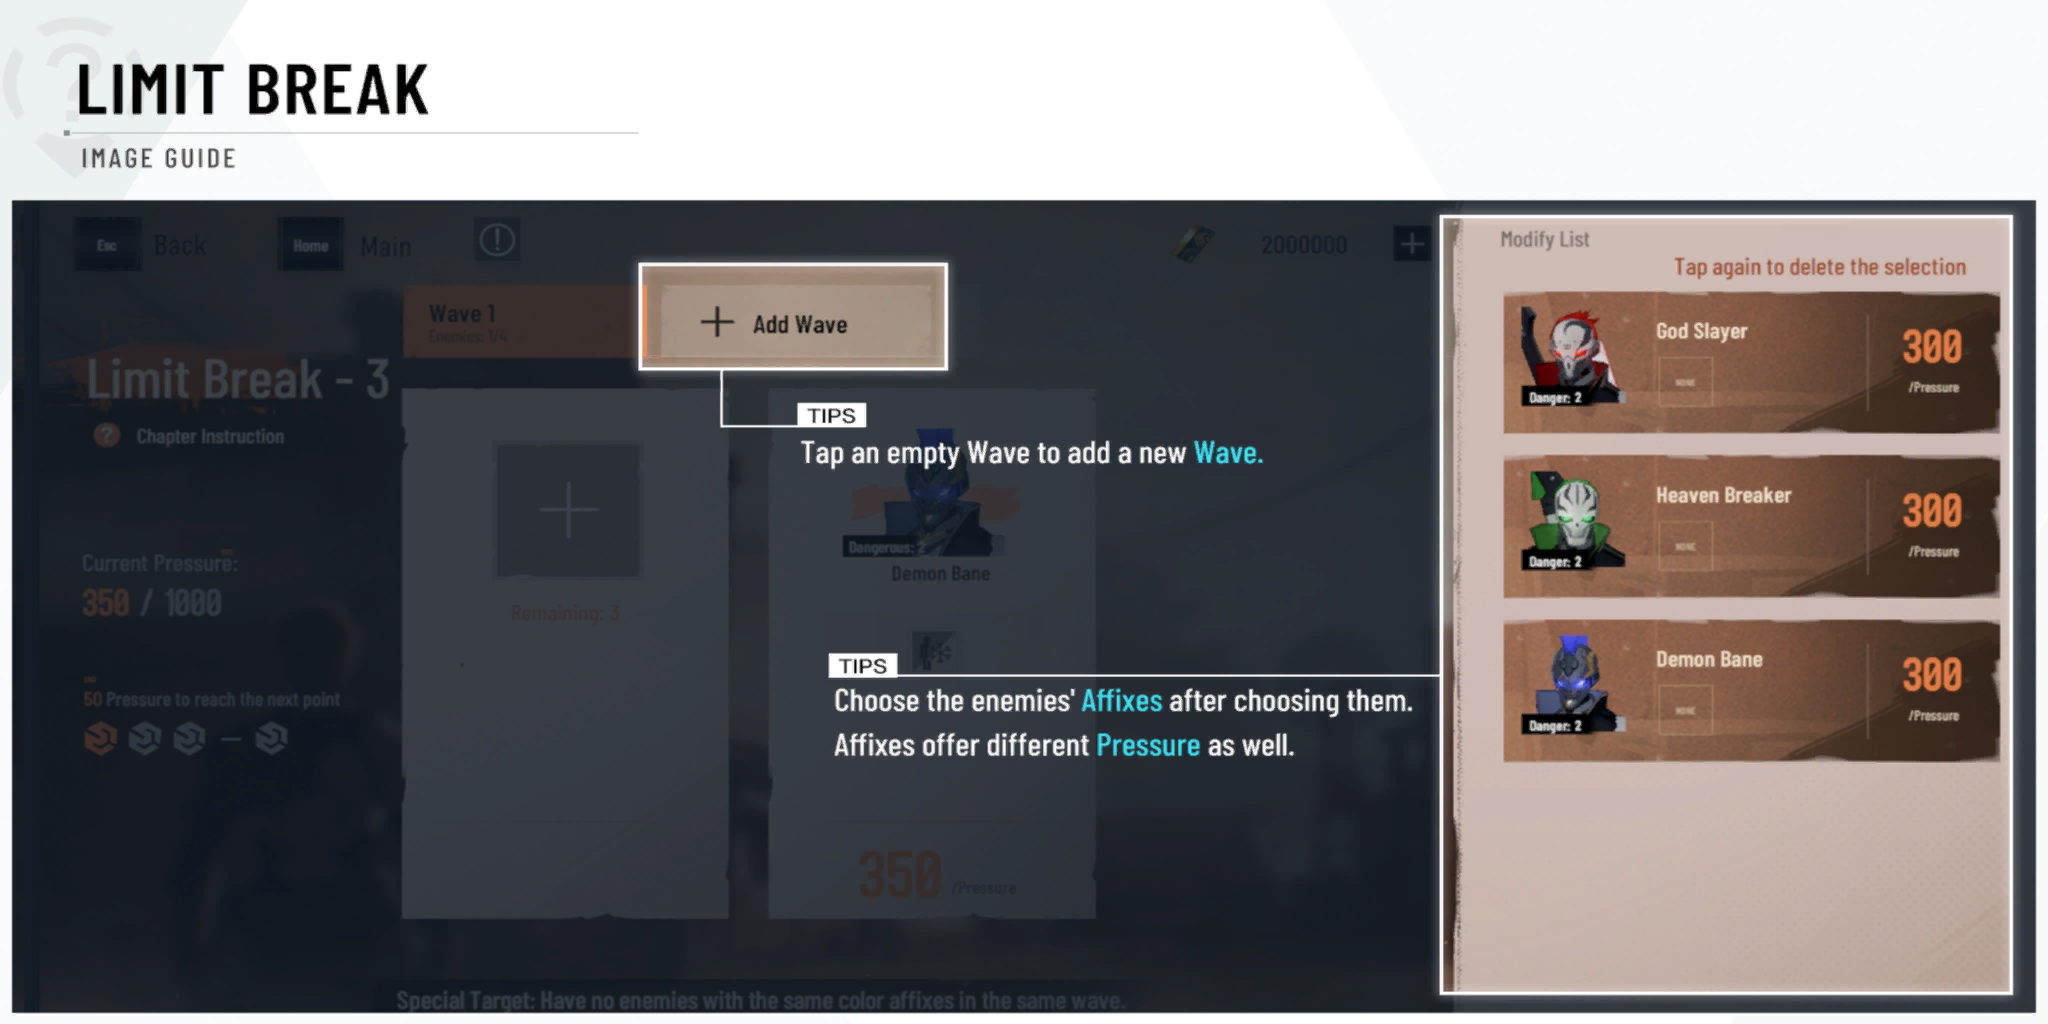 LIMIT BREAK
IMAGE GUIDE
Esc Back
Home Main
2000000
Wave 1
Enemies: 1/4
Add Wave
Limit Break - 3
Chapter Instruction
TIPS
Tap an empty Wave to add a new Wave.
Dangerous: 2
Demon Bane
Current Pressure:
350 / 1000
Remaining: 3
50 Pressure to reach the next point
TIPS
Choose the enemies' Affixes after choosing them.
Affixes offer different Pressure as well.
350 /Pressure
Special Target: Have no enemies with the same color affixes in the same wave.
Modify List
Tap again to delete the selection
God Slayer
NONE
Danger: 2
300
/Pressure
Heaven Breaker
NONE
Danger: 2
300
/Pressure
Demon Bane
NONE
Danger: 2
300
/Pressure